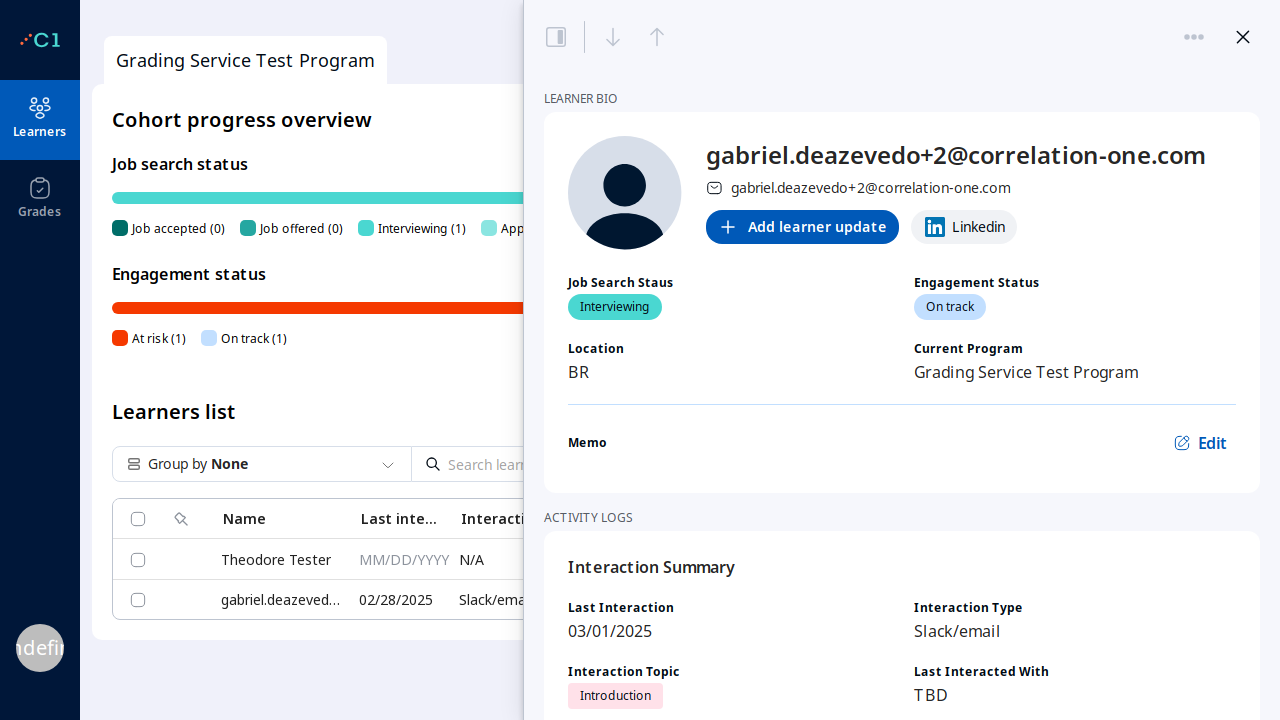 C1
Learners
Grades
ndefin
Grading Service Test Program
Cohort progress overview
Job search status
Job accepted (0)
Job offered (0)
Interviewing (1)
App
Engagement status
At risk (1)
On track (1)
Learners list
Group by None
Search learn
Name
Last inte...
Interacti
Theodore Tester
MM/DD/YYYY
N/A
gabriel.deazeved...
02/28/2025
Slack/ema
LEARNER BIO
gabriel.deazevedo+2@correlation-one.com
gabriel.deazevedo+2@correlation-one.com
Add learner update
Linkedin
Job Search Staus
Interviewing
Engagement Status
On track
Location
BR
Current Program
Grading Service Test Program
Memo
Edit
ACTIVITY LOGS
Interaction Summary
Last Interaction
03/01/2025
Interaction Type
Slack/email
Interaction Topic
Introduction
Last Interacted With
TBD